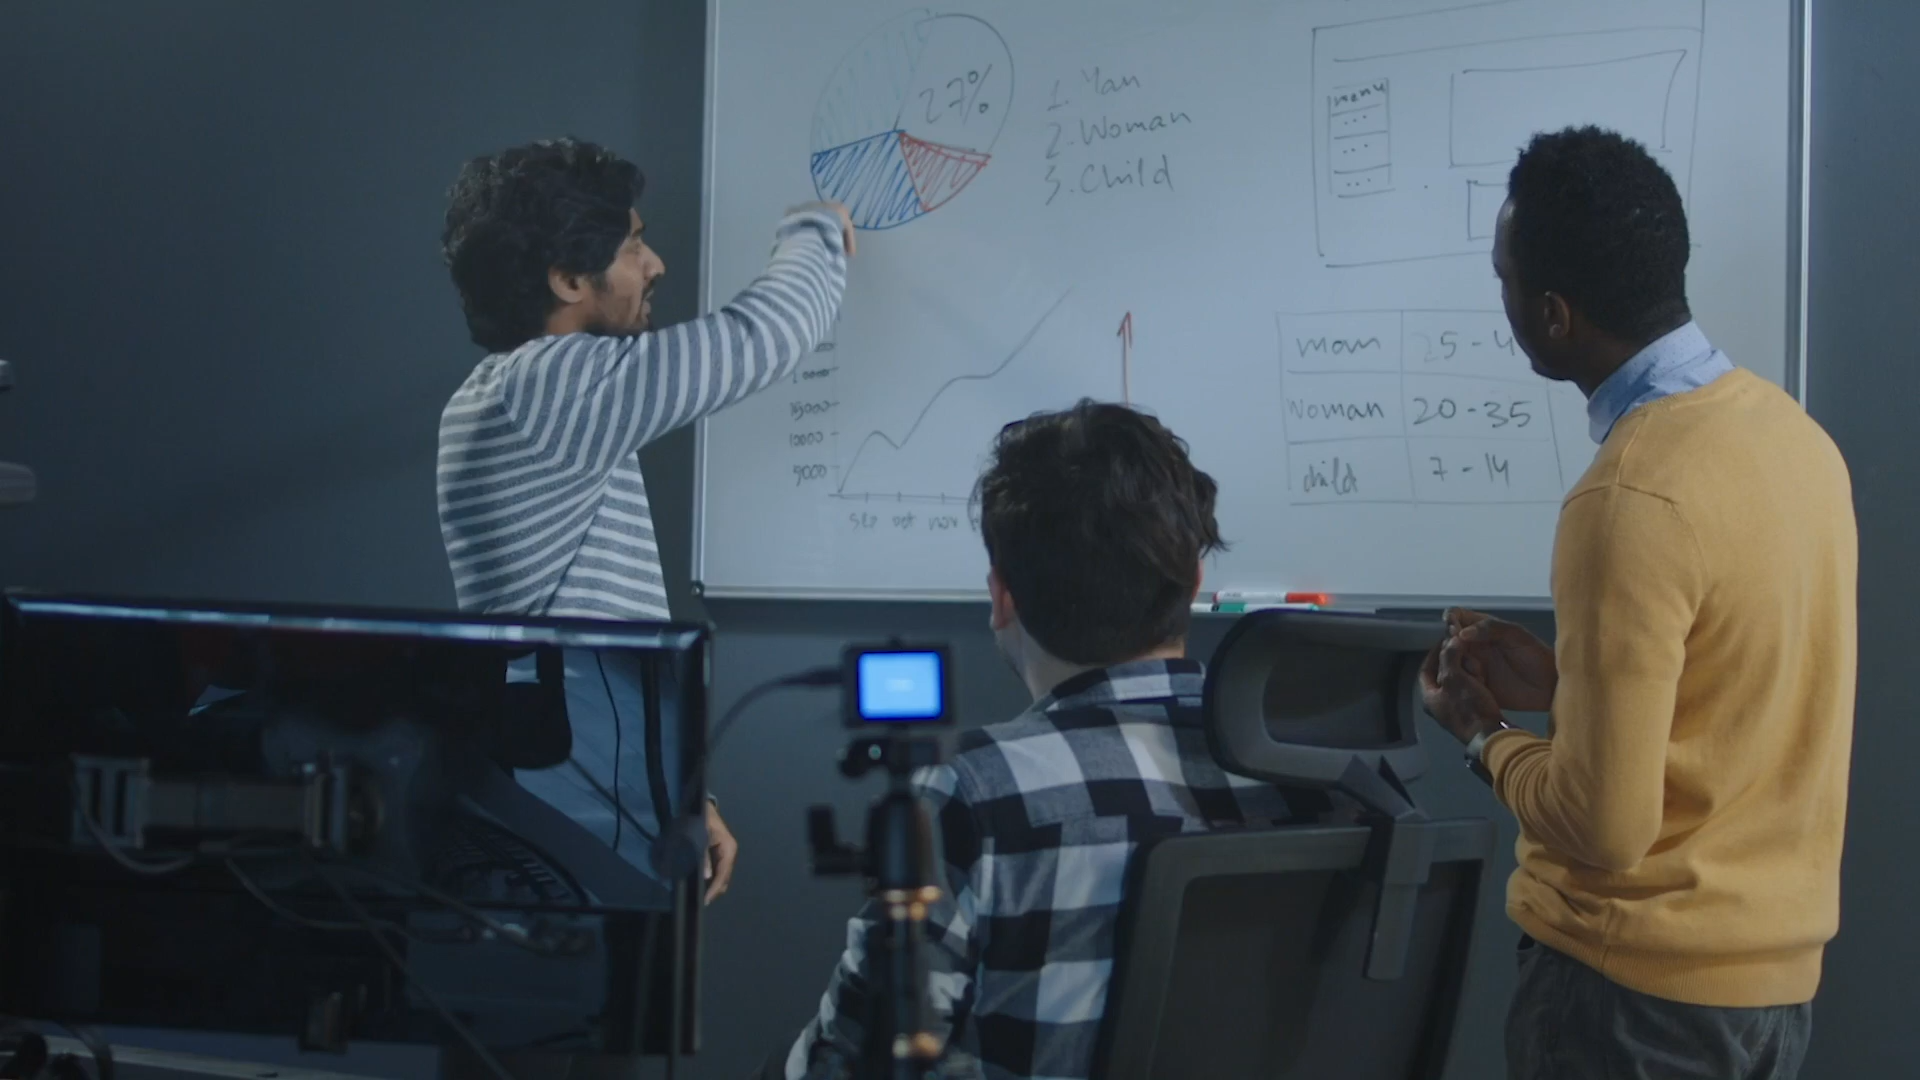 27%
1. Man
2. Woman
3. Child
menu
...
...
...
15000
10000
5000
sep oct nov
man 25 - 4
woman 20 - 35
child 7 - 14